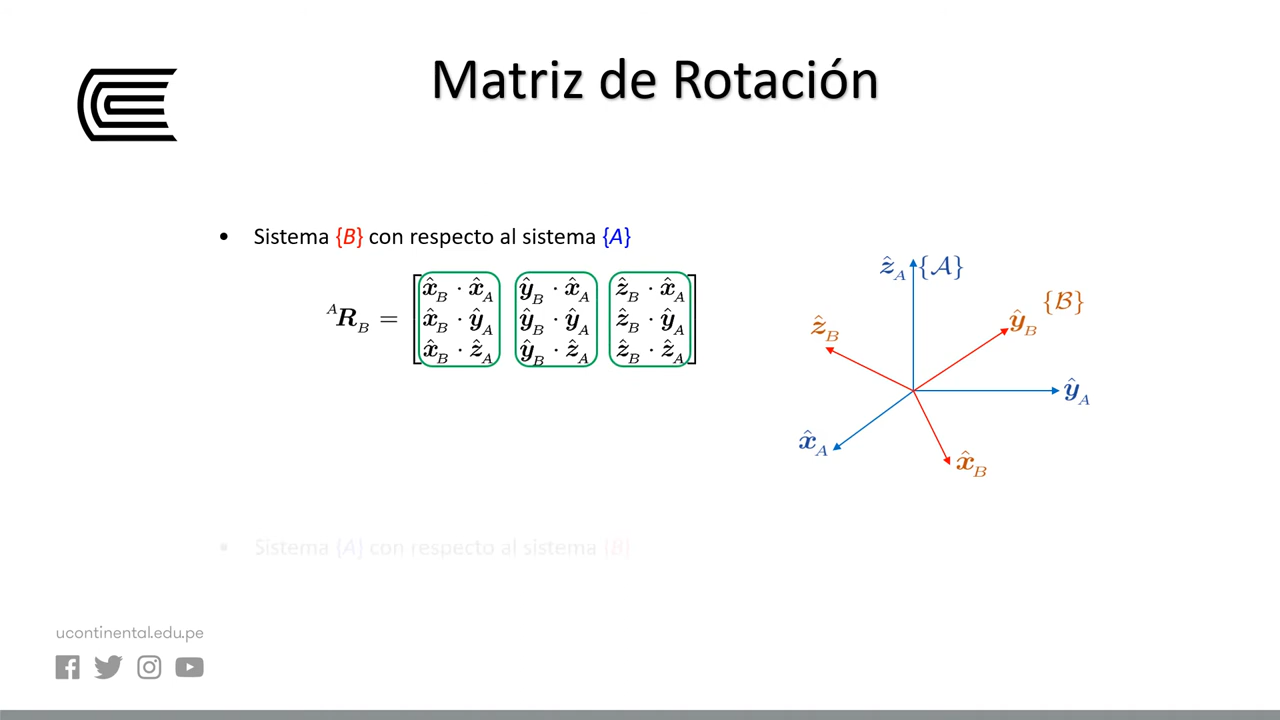 Matriz de Rotación
• Sistema {B} con respecto al sistema {A}
x̂_B · x̂_A ŷ_B · x̂_A ẑ_B · x̂_A
ᴬR_B = x̂_B · ŷ_A ŷ_B · ŷ_A ẑ_B · ŷ_A
x̂_B · ẑ_A ŷ_B · ẑ_A ẑ_B · ẑ_A
ẑ_A {A}
{B}
ẑ_B
ŷ_B
ŷ_A
x̂_A
x̂_B
• Sistema {A} con respecto al sistema {B}
ucontinental.edu.pe